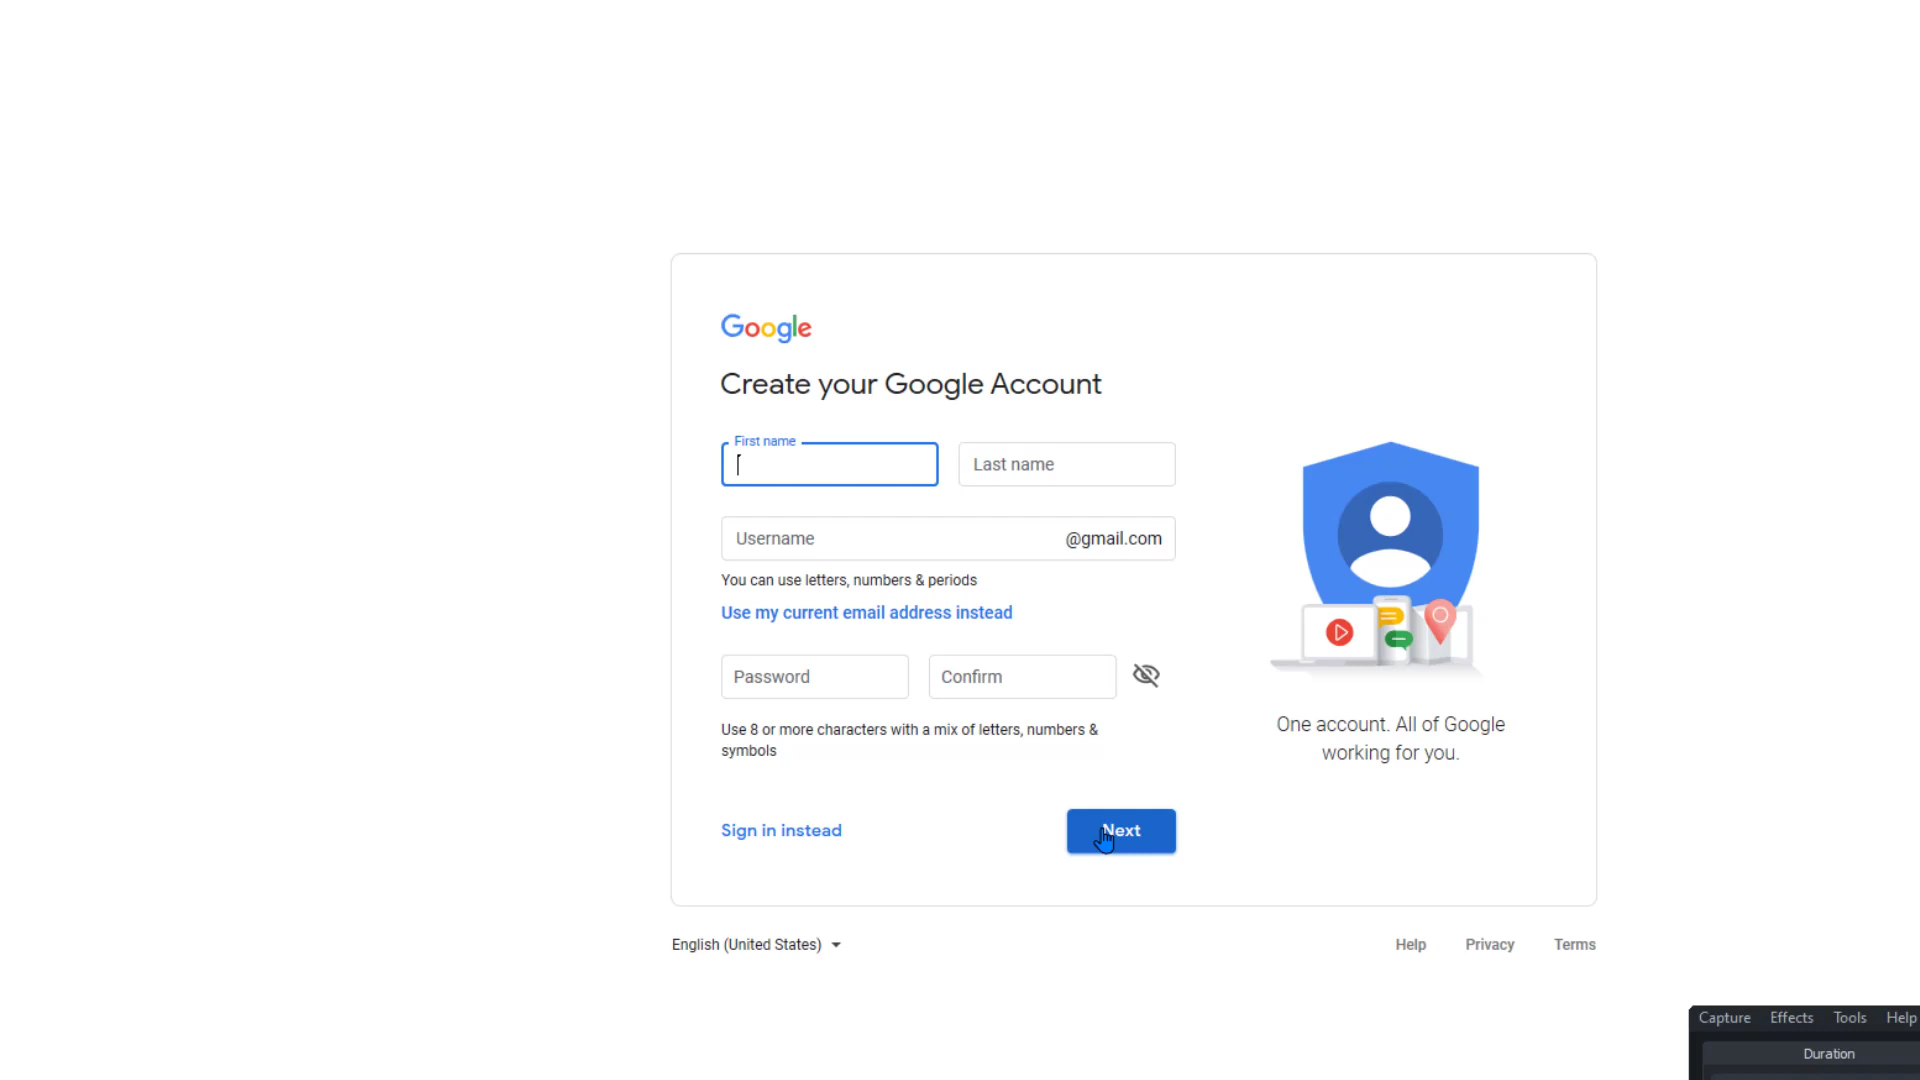 Google
Create your Google Account
First name
Last name
Username
@gmail.com
You can use letters, numbers & periods
Use my current email address instead
Password
Confirm
Use 8 or more characters with a mix of letters, numbers &
symbols
One account. All of Google
working for you.
Sign in instead
Next
English (United States)
Help
Privacy
Terms
Capture
Effects
Tools
Help
Duration